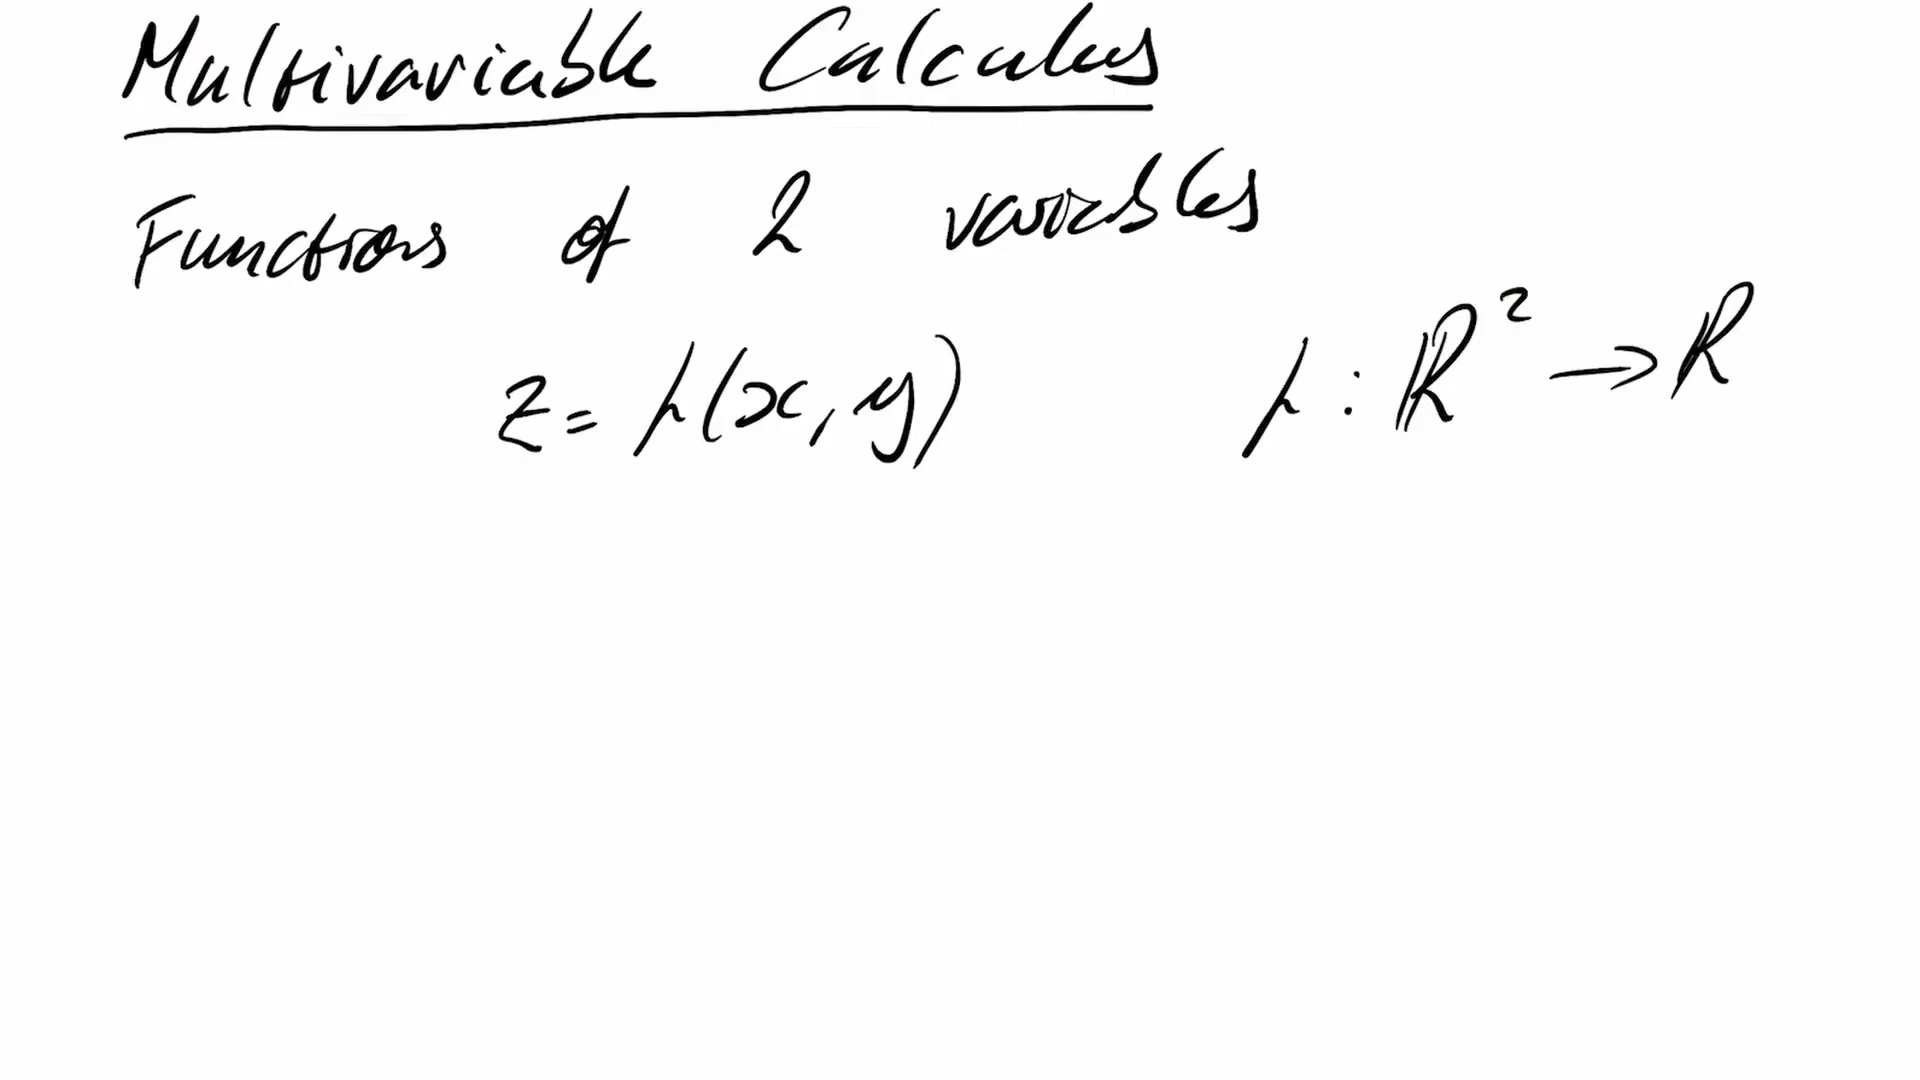 Multivariable Calculus
Functions of 2 variables
z = f(x, y) f : ℝ² → ℝ